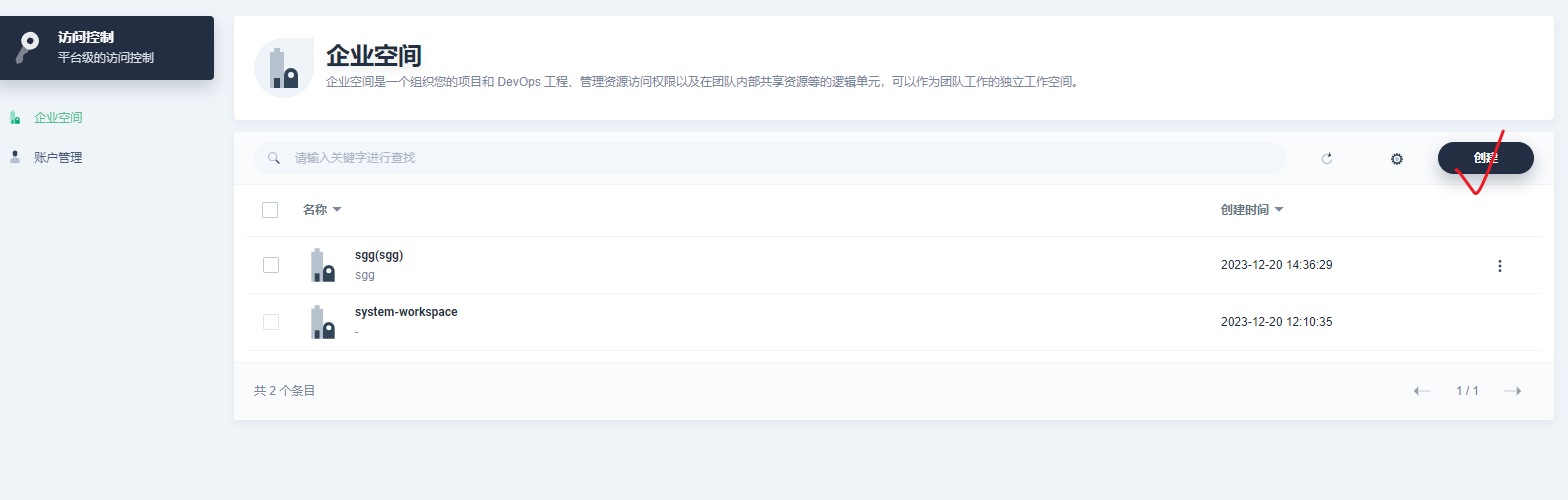 访问控制
平台级的访问控制
企业空间
账户管理
企业空间
企业空间是一个组织您的项目和 DevOps 工程、管理资源访问权限以及在团队内部共享资源等的逻辑单元，可以作为团队工作的独立工作空间。
请输入关键字进行查找
创建
名称 创建时间
sgg(sgg)
sgg
2023-12-20 14:36:29
system-workspace
-
2023-12-20 12:10:35
共 2 个条目
1 / 1